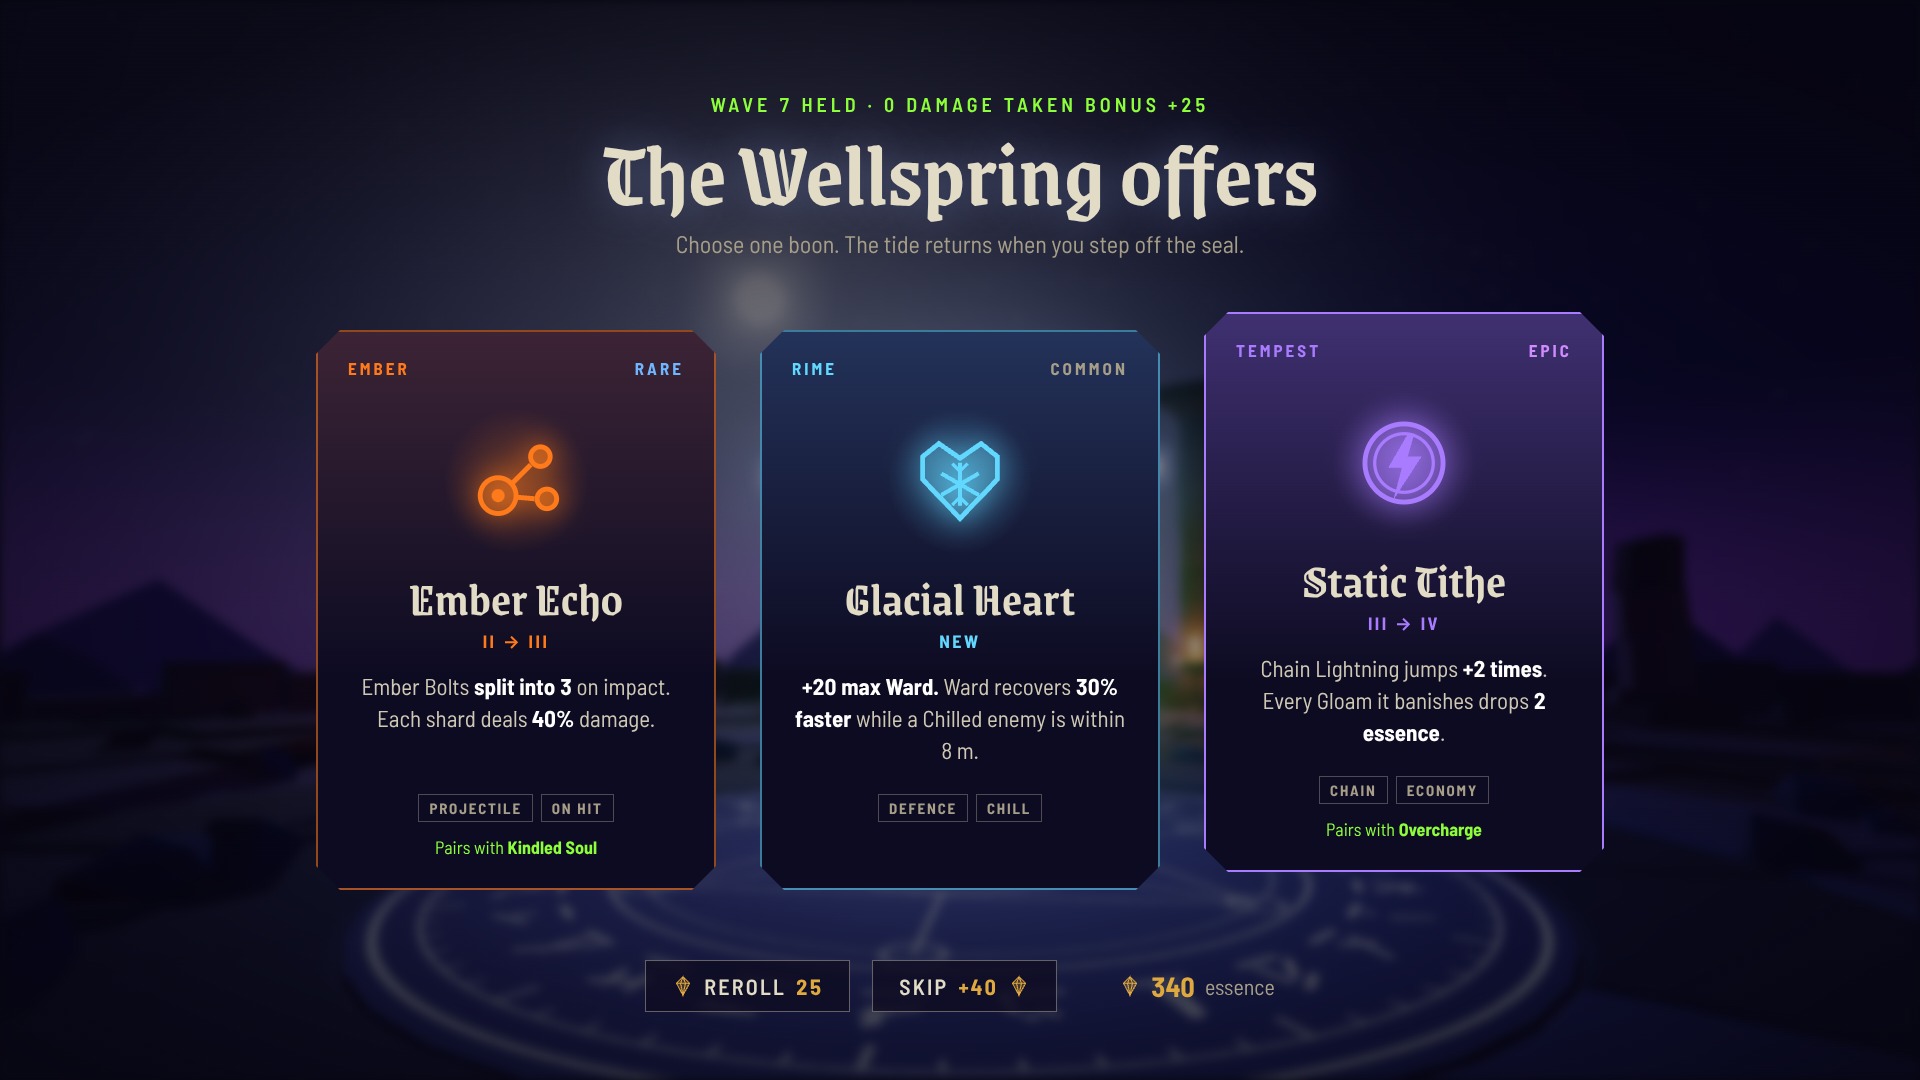 WAVE 7 HELD · 0 DAMAGE TAKEN BONUS +25
The Wellspring offers
Choose one boon. The tide returns when you step off the seal.
EMBER RARE
Ember Echo
II → III
Ember Bolts split into 3 on impact.
Each shard deals 40% damage.
PROJECTILE ON HIT
Pairs with Kindled Soul
RIME COMMON
Glacial Heart
NEW
+20 max Ward. Ward recovers 30%
faster while a Chilled enemy is within
8 m.
DEFENCE CHILL
TEMPEST EPIC
Static Tithe
III → IV
Chain Lightning jumps +2 times.
Every Gloam it banishes drops 2
essence.
CHAIN ECONOMY
Pairs with Overcharge
REROLL 25
SKIP +40
340 essence